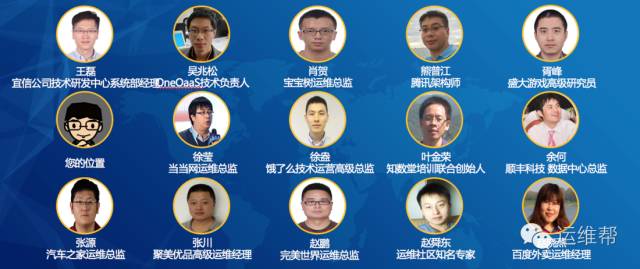 王磊
宜信公司技术研发中心系统部经理
吴兆松
OneOaaS技术负责人
肖贺
宝宝树运维总监
熊普江
腾讯架构师
胥峰
盛大游戏高级研究员
您的位置
徐莹
当当网运维总监
徐盎
饿了么技术运营高级总监
叶金荣
知数堂培训联合创始人
余何
顺丰科技 数据中心总监
张源
汽车之家运维总监
张川
聚美优品高级运维经理
赵鹏
完美世界运维总监
赵舜东
运维社区知名专家
百度外卖运维经理
运维帮